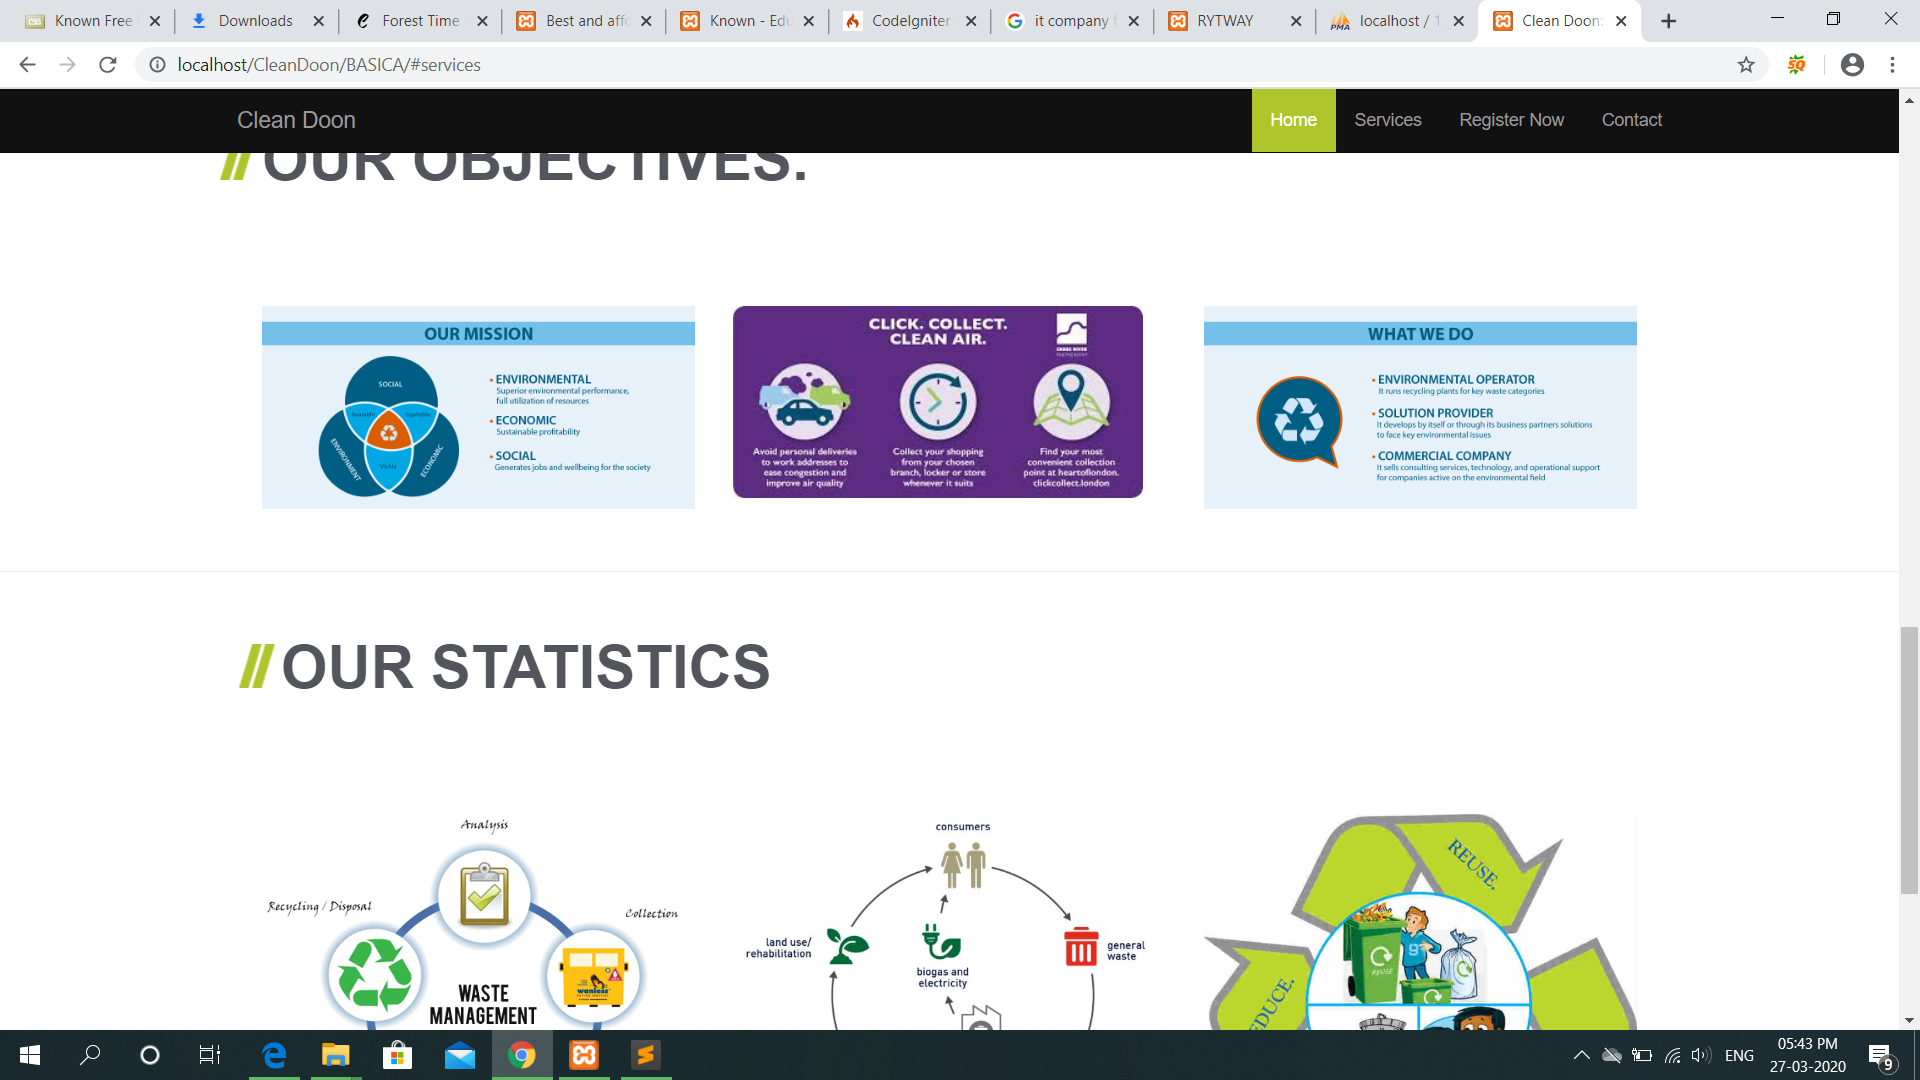 Known Free
Downloads
Forest Time
Best and affo
Known - Edu
CodeIgniter
it company f
RYTWAY
localhost / 1
Clean Doon:
localhost/CleanDoon/BASICA/#services
Clean Doon
Home
Services
Register Now
Contact
// OUR OBJECTIVES.
OUR MISSION
SOCIAL
Bearable
Equitable
Viable
ENVIRONMENT
ECONOMIC
• ENVIRONMENTAL
Superior environmental performance,
full utilization of resources
• ECONOMIC
Sustainable profitability
• SOCIAL
Generates jobs and wellbeing for the society
CLICK. COLLECT.
CLEAN AIR.
Avoid personal deliveries
to work addresses to
ease congestion and
improve air quality
Collect your shopping
from your chosen
branch, locker or store
whenever it suits
Find your most
convenient collection
point at heartoflondon.
clickcollect.london
WHAT WE DO
• ENVIRONMENTAL OPERATOR
It runs recycling plants for key waste categories
• SOLUTION PROVIDER
It develops by itself or through its business partners solutions
to face key environmental issues
• COMMERCIAL COMPANY
It sells consulting services, technology, and operational support
for companies active on the environmental field
// OUR STATISTICS
Analysis
Recycling / Disposal
Collection
wanless
WASTE
MANAGEMENT
consumers
land use/
rehabilitation
biogas and
electricity
general
waste
REUSE.
REUSE
EDUCE.
ENG
05:43 PM
27-03-2020
9